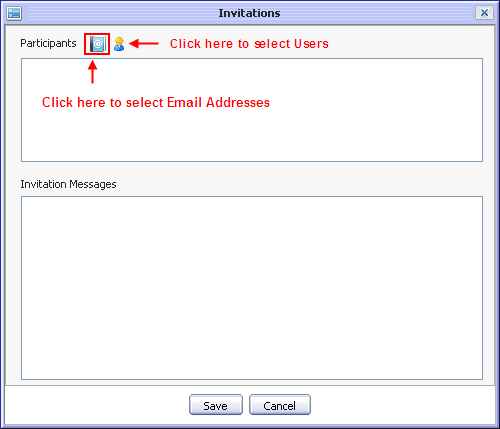 Invitations
Participants
Click here to select Users
Click here to select Email Addresses
Invitation Messages
Save
Cancel